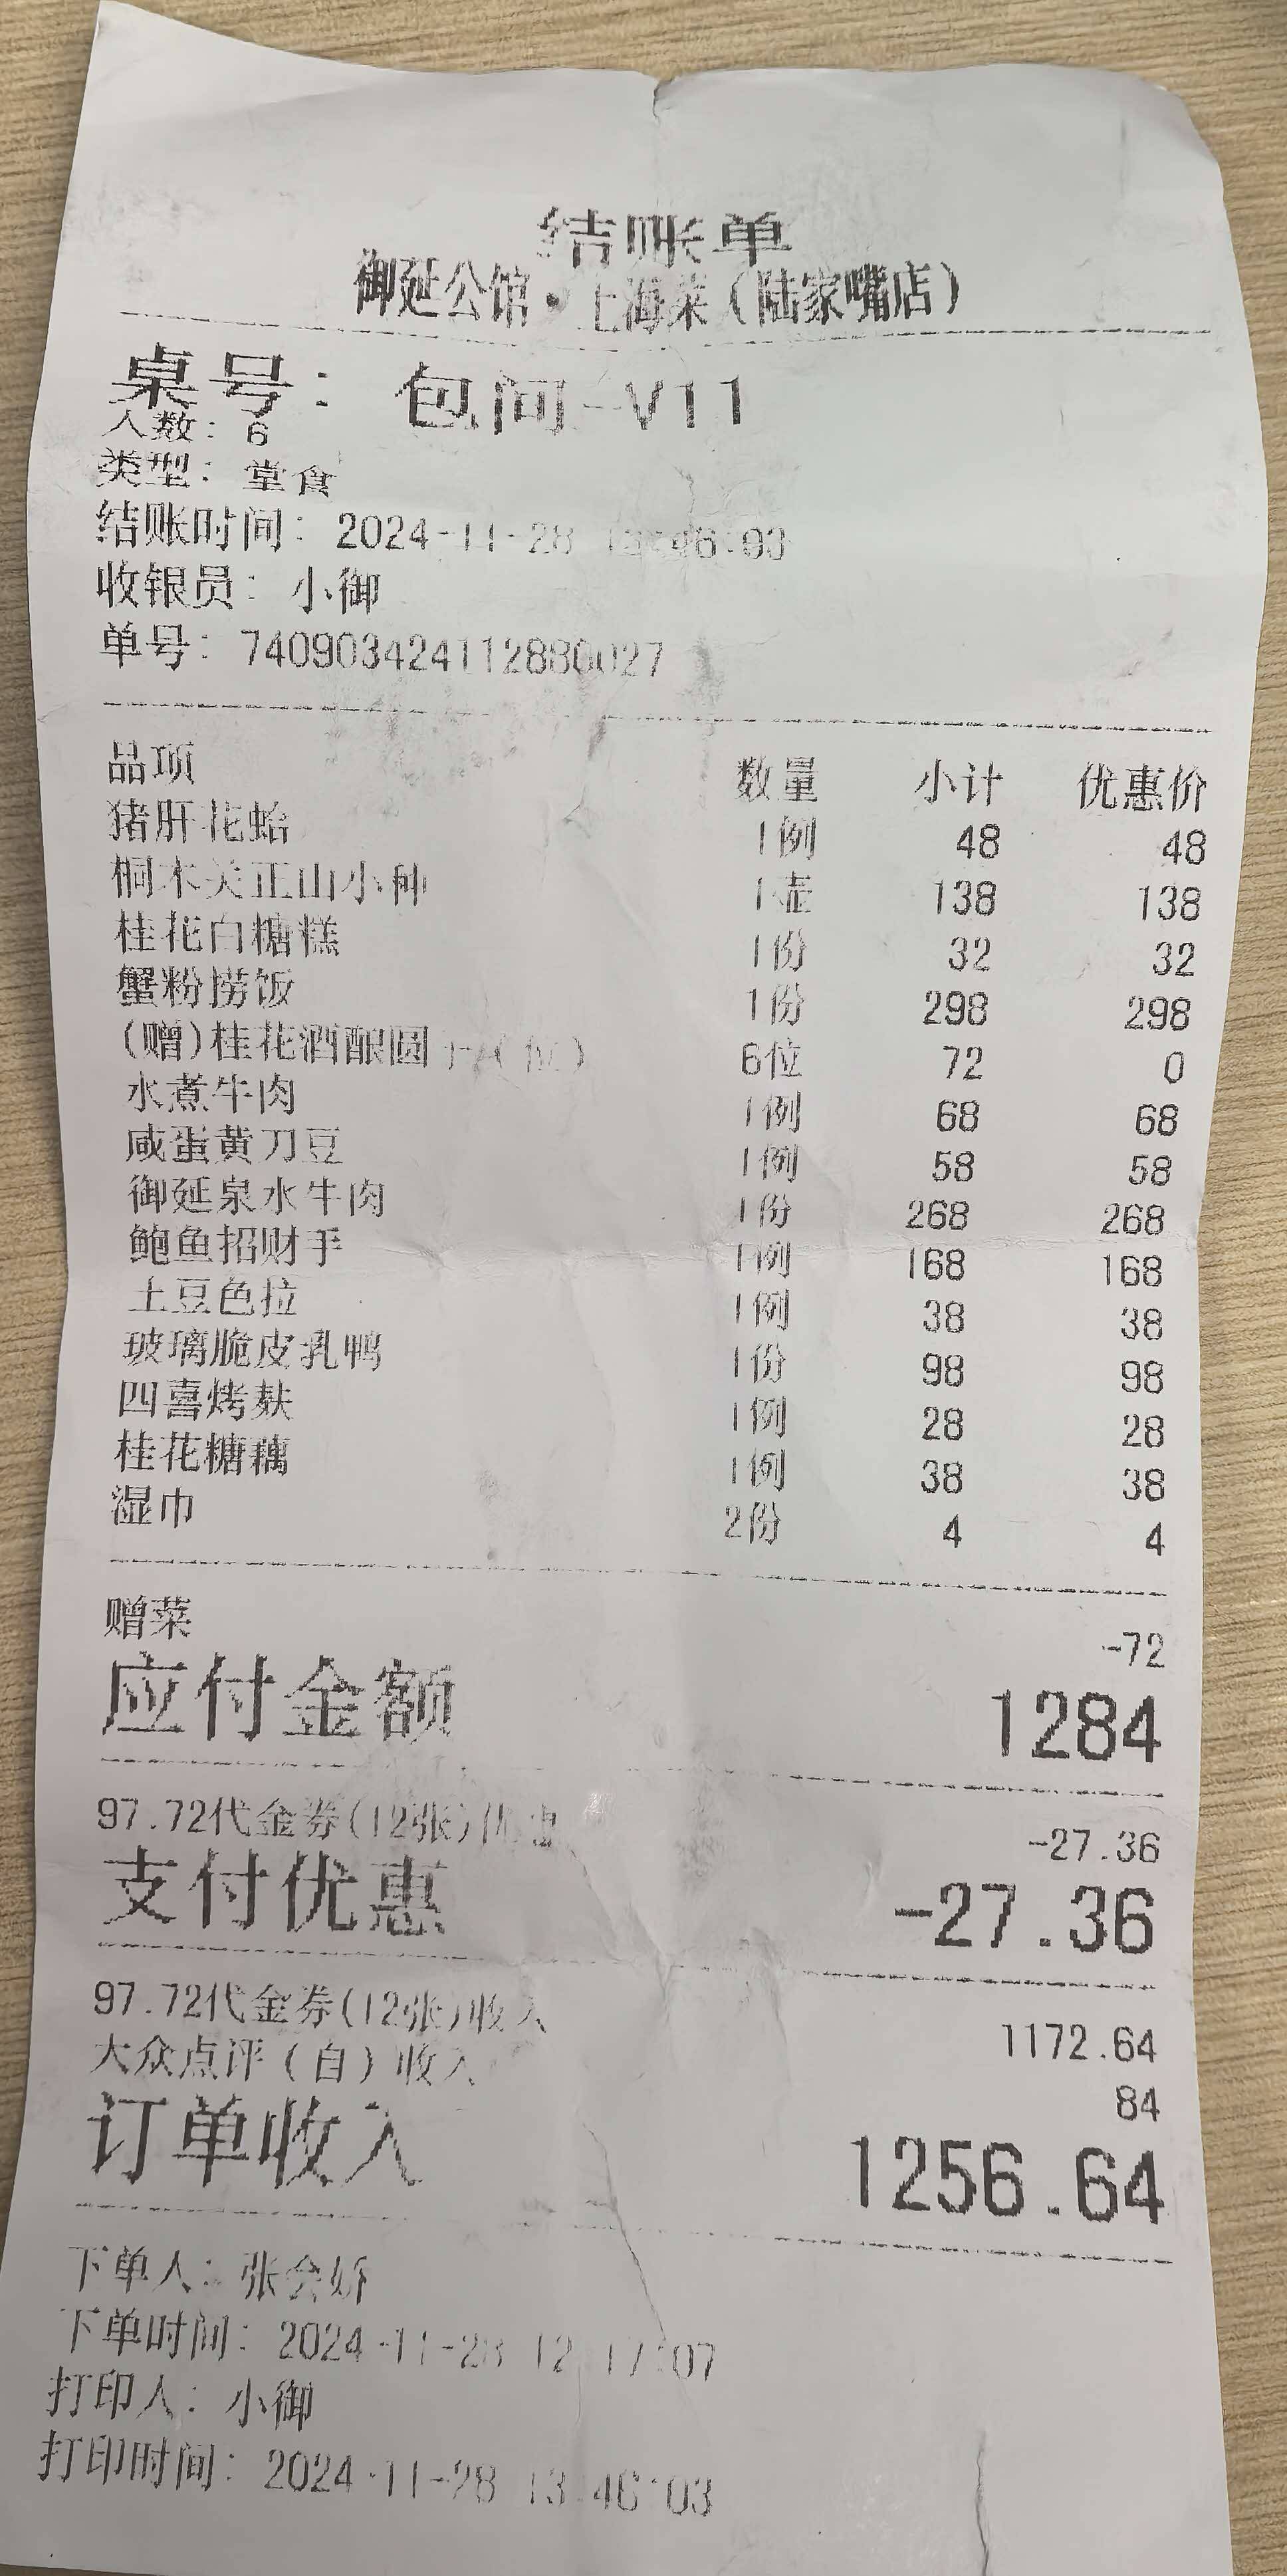 结账单
御延公馆·上海菜（陆家嘴店）
桌号： 包间-V11
人数：6
类型：堂食
结账时间：2024-11-28 13:46:03
收银员：小御
单号：740903424112880027
品项 数量 小计 优惠价
猪肝花蛤 1例 48 48
桐木关正山小种 1壶 138 138
桂花白糖糕 1份 32 32
蟹粉捞饭 1份 298 298
(赠)桂花酒酿圆子(位) 6位 72 0
水煮牛肉 1例 68 68
咸蛋黄刀豆 1例 58 58
御延泉水牛肉 1份 268 268
鲍鱼招财手 1例 168 168
土豆色拉 1例 38 38
玻璃脆皮乳鸭 1份 98 98
四喜烤麸 1例 28 28
桂花糖藕 1例 38 38
湿巾 2份 4 4
赠菜 -72
应付金额 1284
97.72代金券(12张)优惠 -27.36
支付优惠 -27.36
97.72代金券(12张)收入 1172.64
大众点评（自）收入 84
订单收入 1256.64
下单人：张会娇
下单时间：2024-11-28 12:17:07
打印人：小御
打印时间：2024-11-28 13:46:03